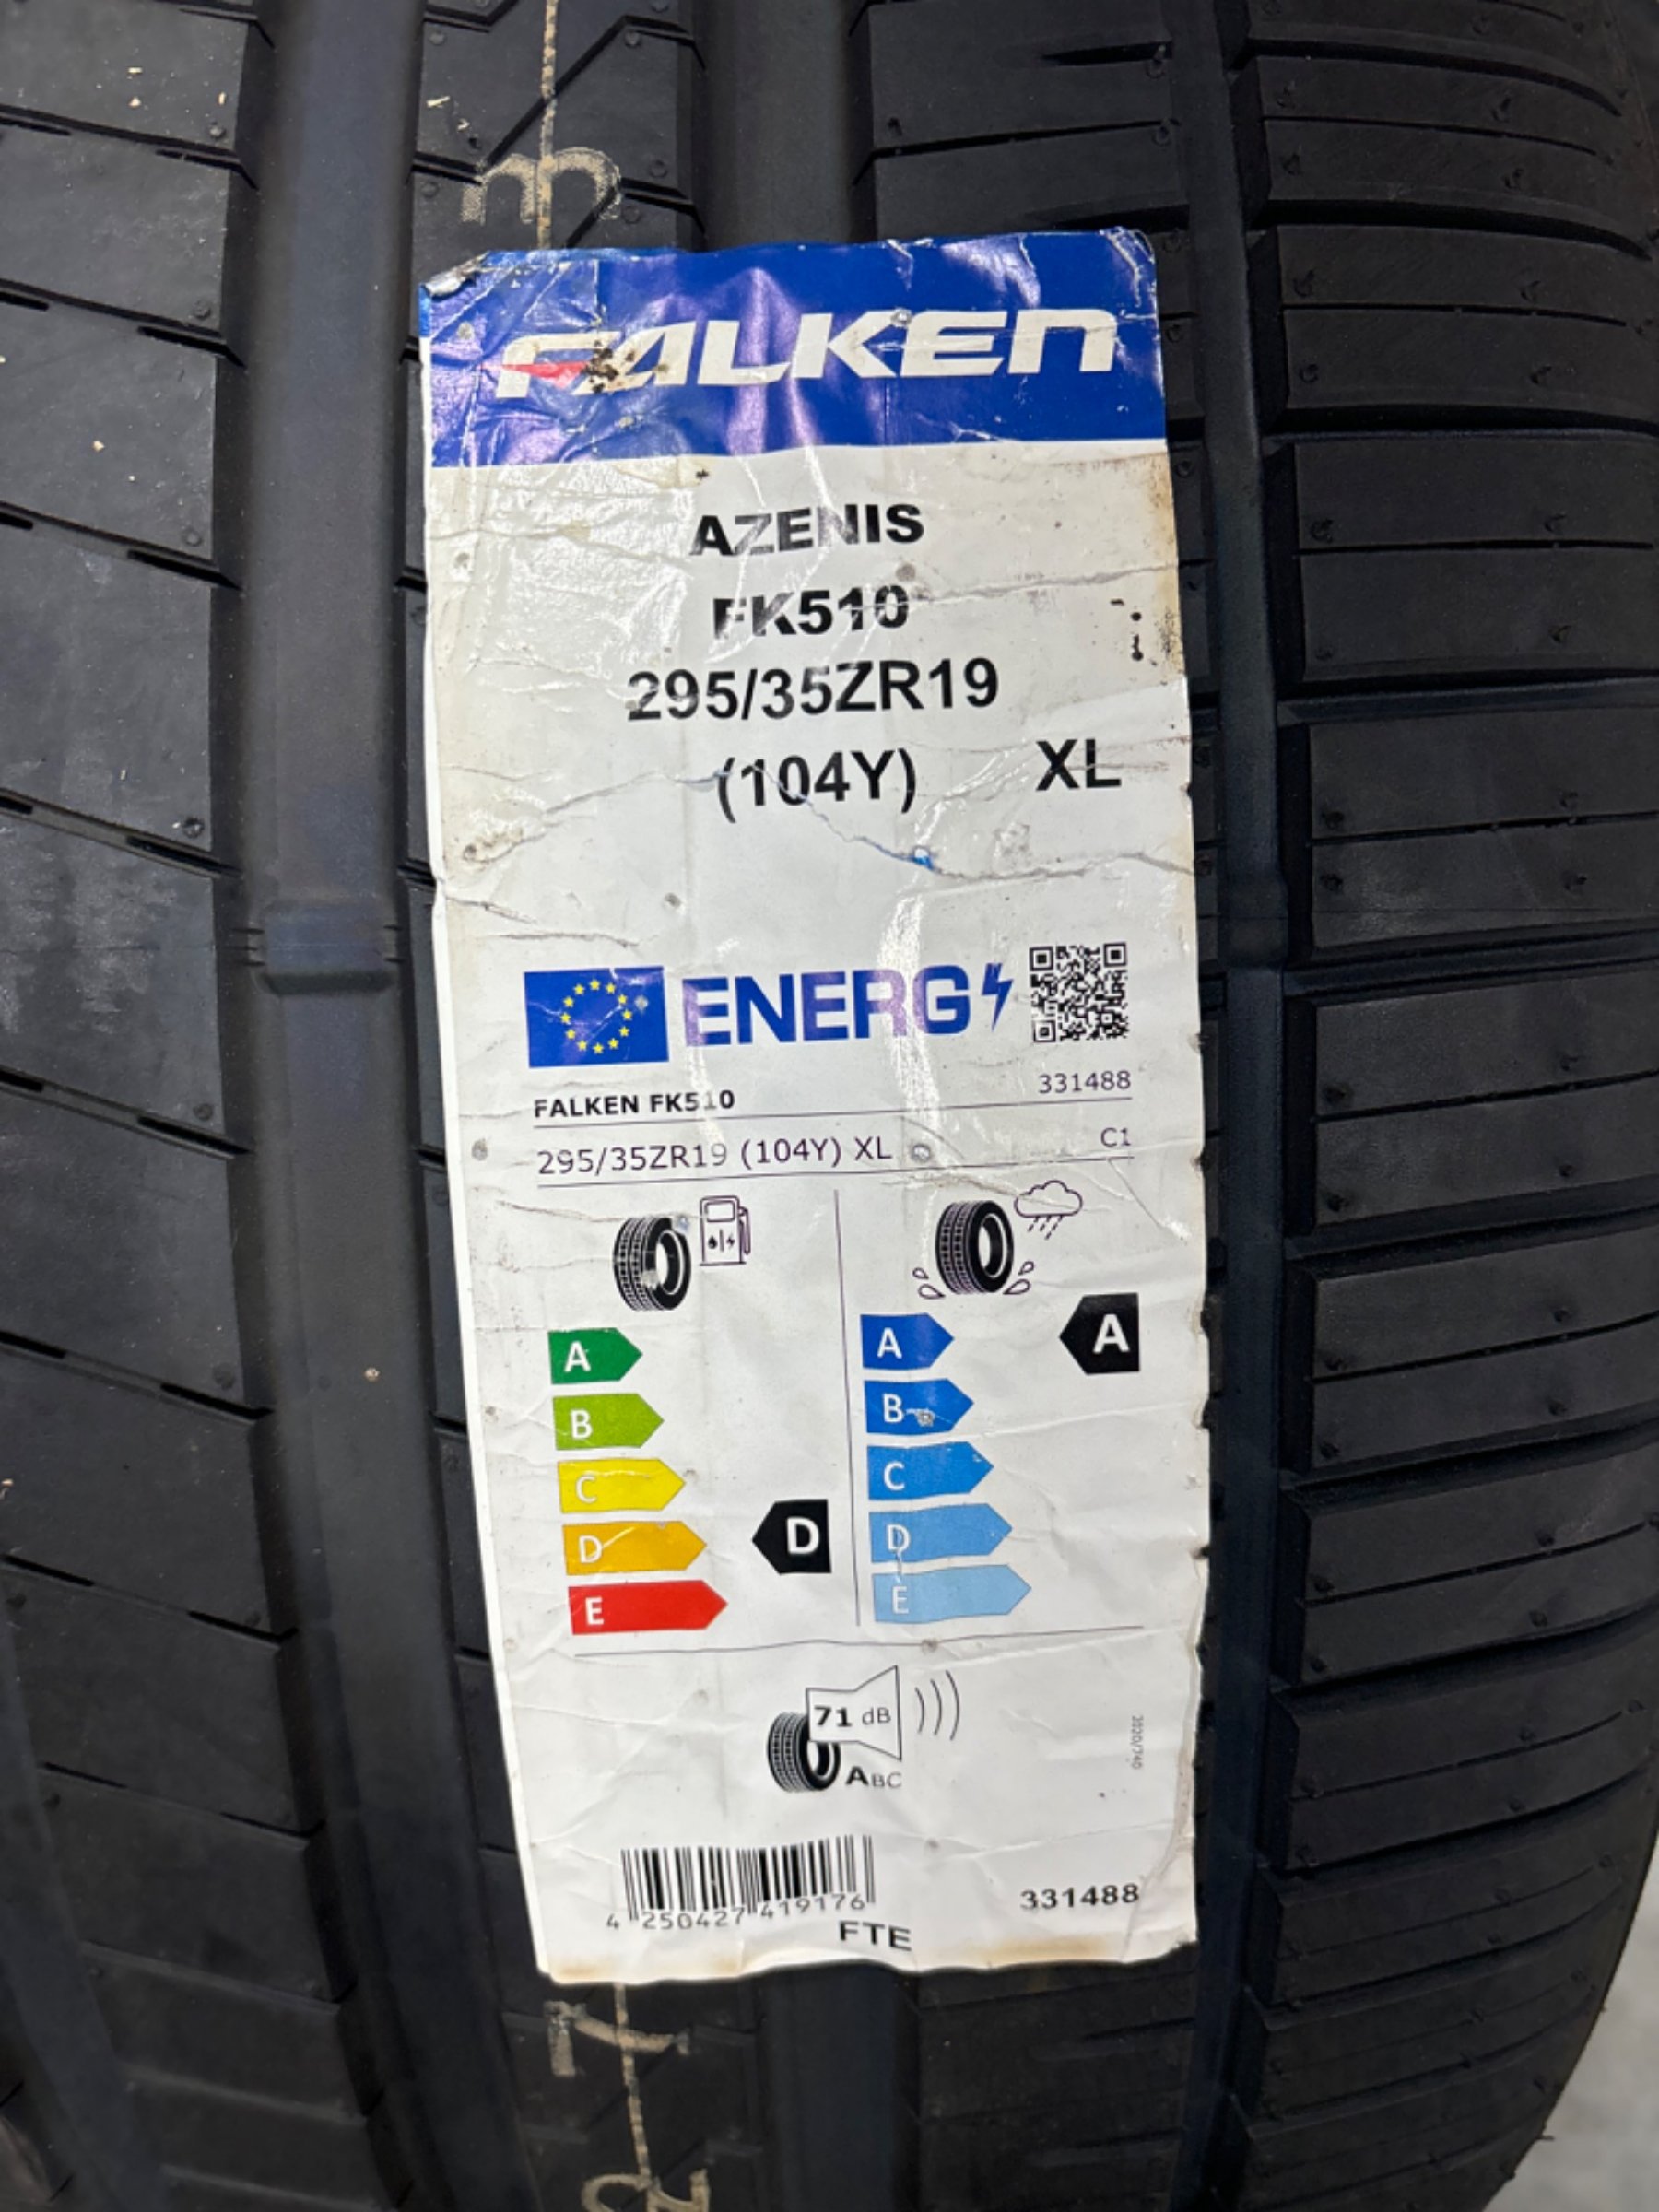 FALKEN
AZENIS
FK510
295/35ZR19
(104Y) XL
ENERG
331488
FALKEN FK510
295/35ZR19 (104Y) XL C1
A
B
C
D
E
D
A
B
C
D
E
A
71 dB
ABC
2020/740
4 250427 419176
FTE
331488